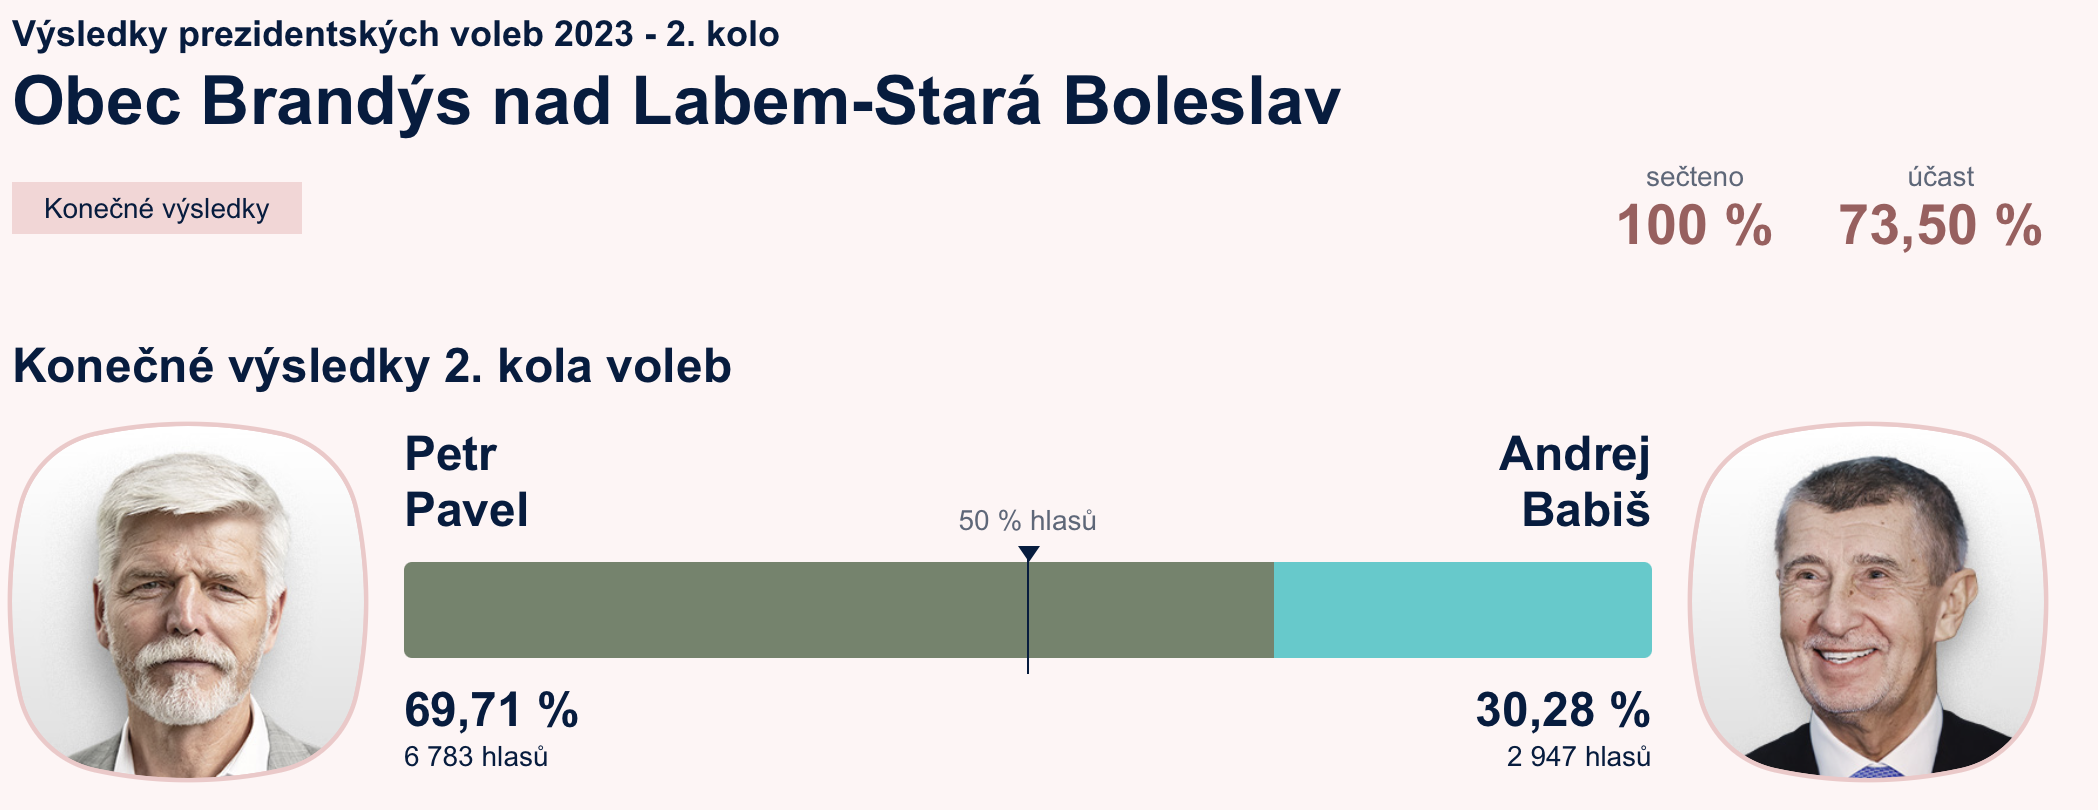 Výsledky prezidentských voleb 2023 - 2. kolo
Obec Brandýs nad Labem-Stará Boleslav
Konečné výsledky
sečteno
100 %
účast
73,50 %
Konečné výsledky 2. kola voleb
Petr
Pavel
50 % hlasů
Andrej
Babiš
69,71 %
6 783 hlasů
30,28 %
2 947 hlasů